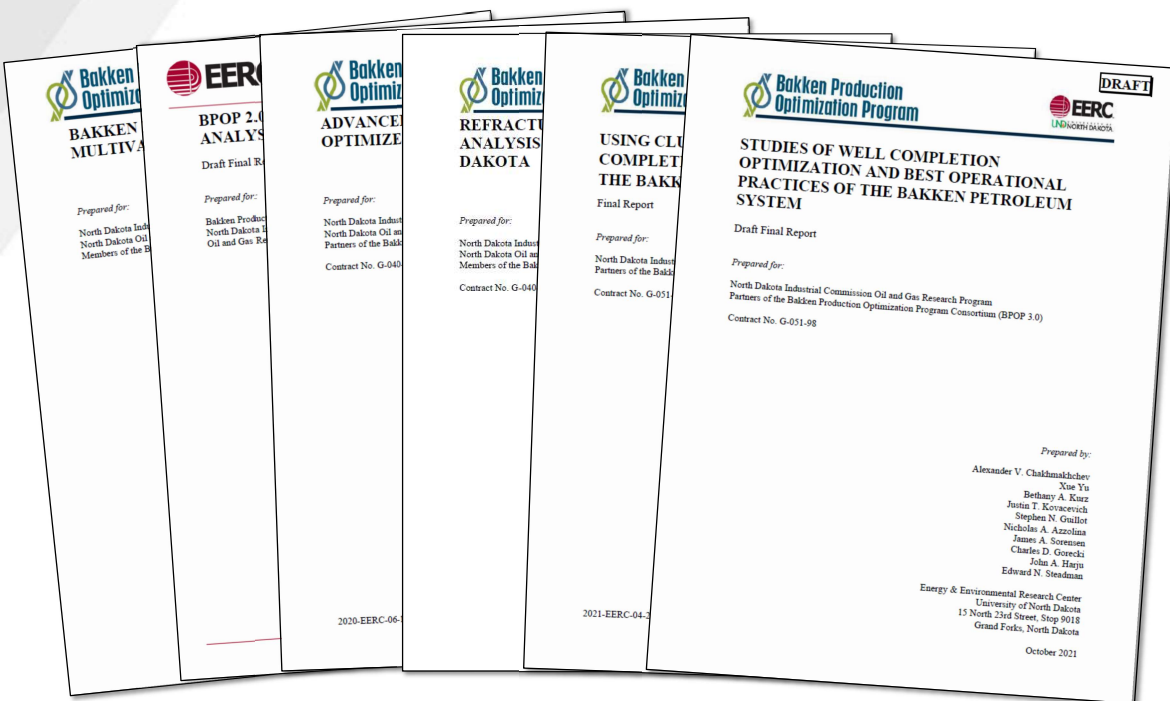 Bakken
Optimiz
BAKKEN
MULTIVA
Prepared for:
North Dakota Indu
North Dakota Oil
Members of the B
EERC
BPOP 2.0
ANALYS
Draft Final Re
Prepared for:
Bakken Produc
North Dakota I
Oil and Gas Re
Bakken
Optimiz
ADVANCE
OPTIMIZE
Prepared for:
North Dakota Indust
North Dakota Oil an
Partners of the Bakk
Contract No. G-040-
2020-EERC-06-
Bakken
Optimiz
REFRACTU
ANALYSIS
DAKOTA
Prepared for:
North Dakota Indust
North Dakota Oil an
Members of the Bak
Contract No. G-040
Bakken
Optimiz
USING CLU
COMPLET
THE BAKK
Final Report
Prepared for:
North Dakota Indust
Partners of the Bakk
Contract No. G-051-
2021-EERC-04-2
DRAFT
Bakken Production
Optimization Program
EERC
UND NORTH DAKOTA
STUDIES OF WELL COMPLETION
OPTIMIZATION AND BEST OPERATIONAL
PRACTICES OF THE BAKKEN PETROLEUM
SYSTEM
Draft Final Report
Prepared for:
North Dakota Industrial Commission Oil and Gas Research Program
Partners of the Bakken Production Optimization Program Consortium (BPOP 3.0)
Contract No. G-051-98
Prepared by:
Alexander V. Chakhmakhchev
Xue Yu
Bethany A. Kurz
Justin T. Kovacevich
Stephen N. Guillot
Nicholas A. Azzolina
James A. Sorensen
Charles D. Gorecki
John A. Harju
Edward N. Steadman
Energy & Environmental Research Center
University of North Dakota
15 North 23rd Street, Stop 9018
Grand Forks, North Dakota
October 2021